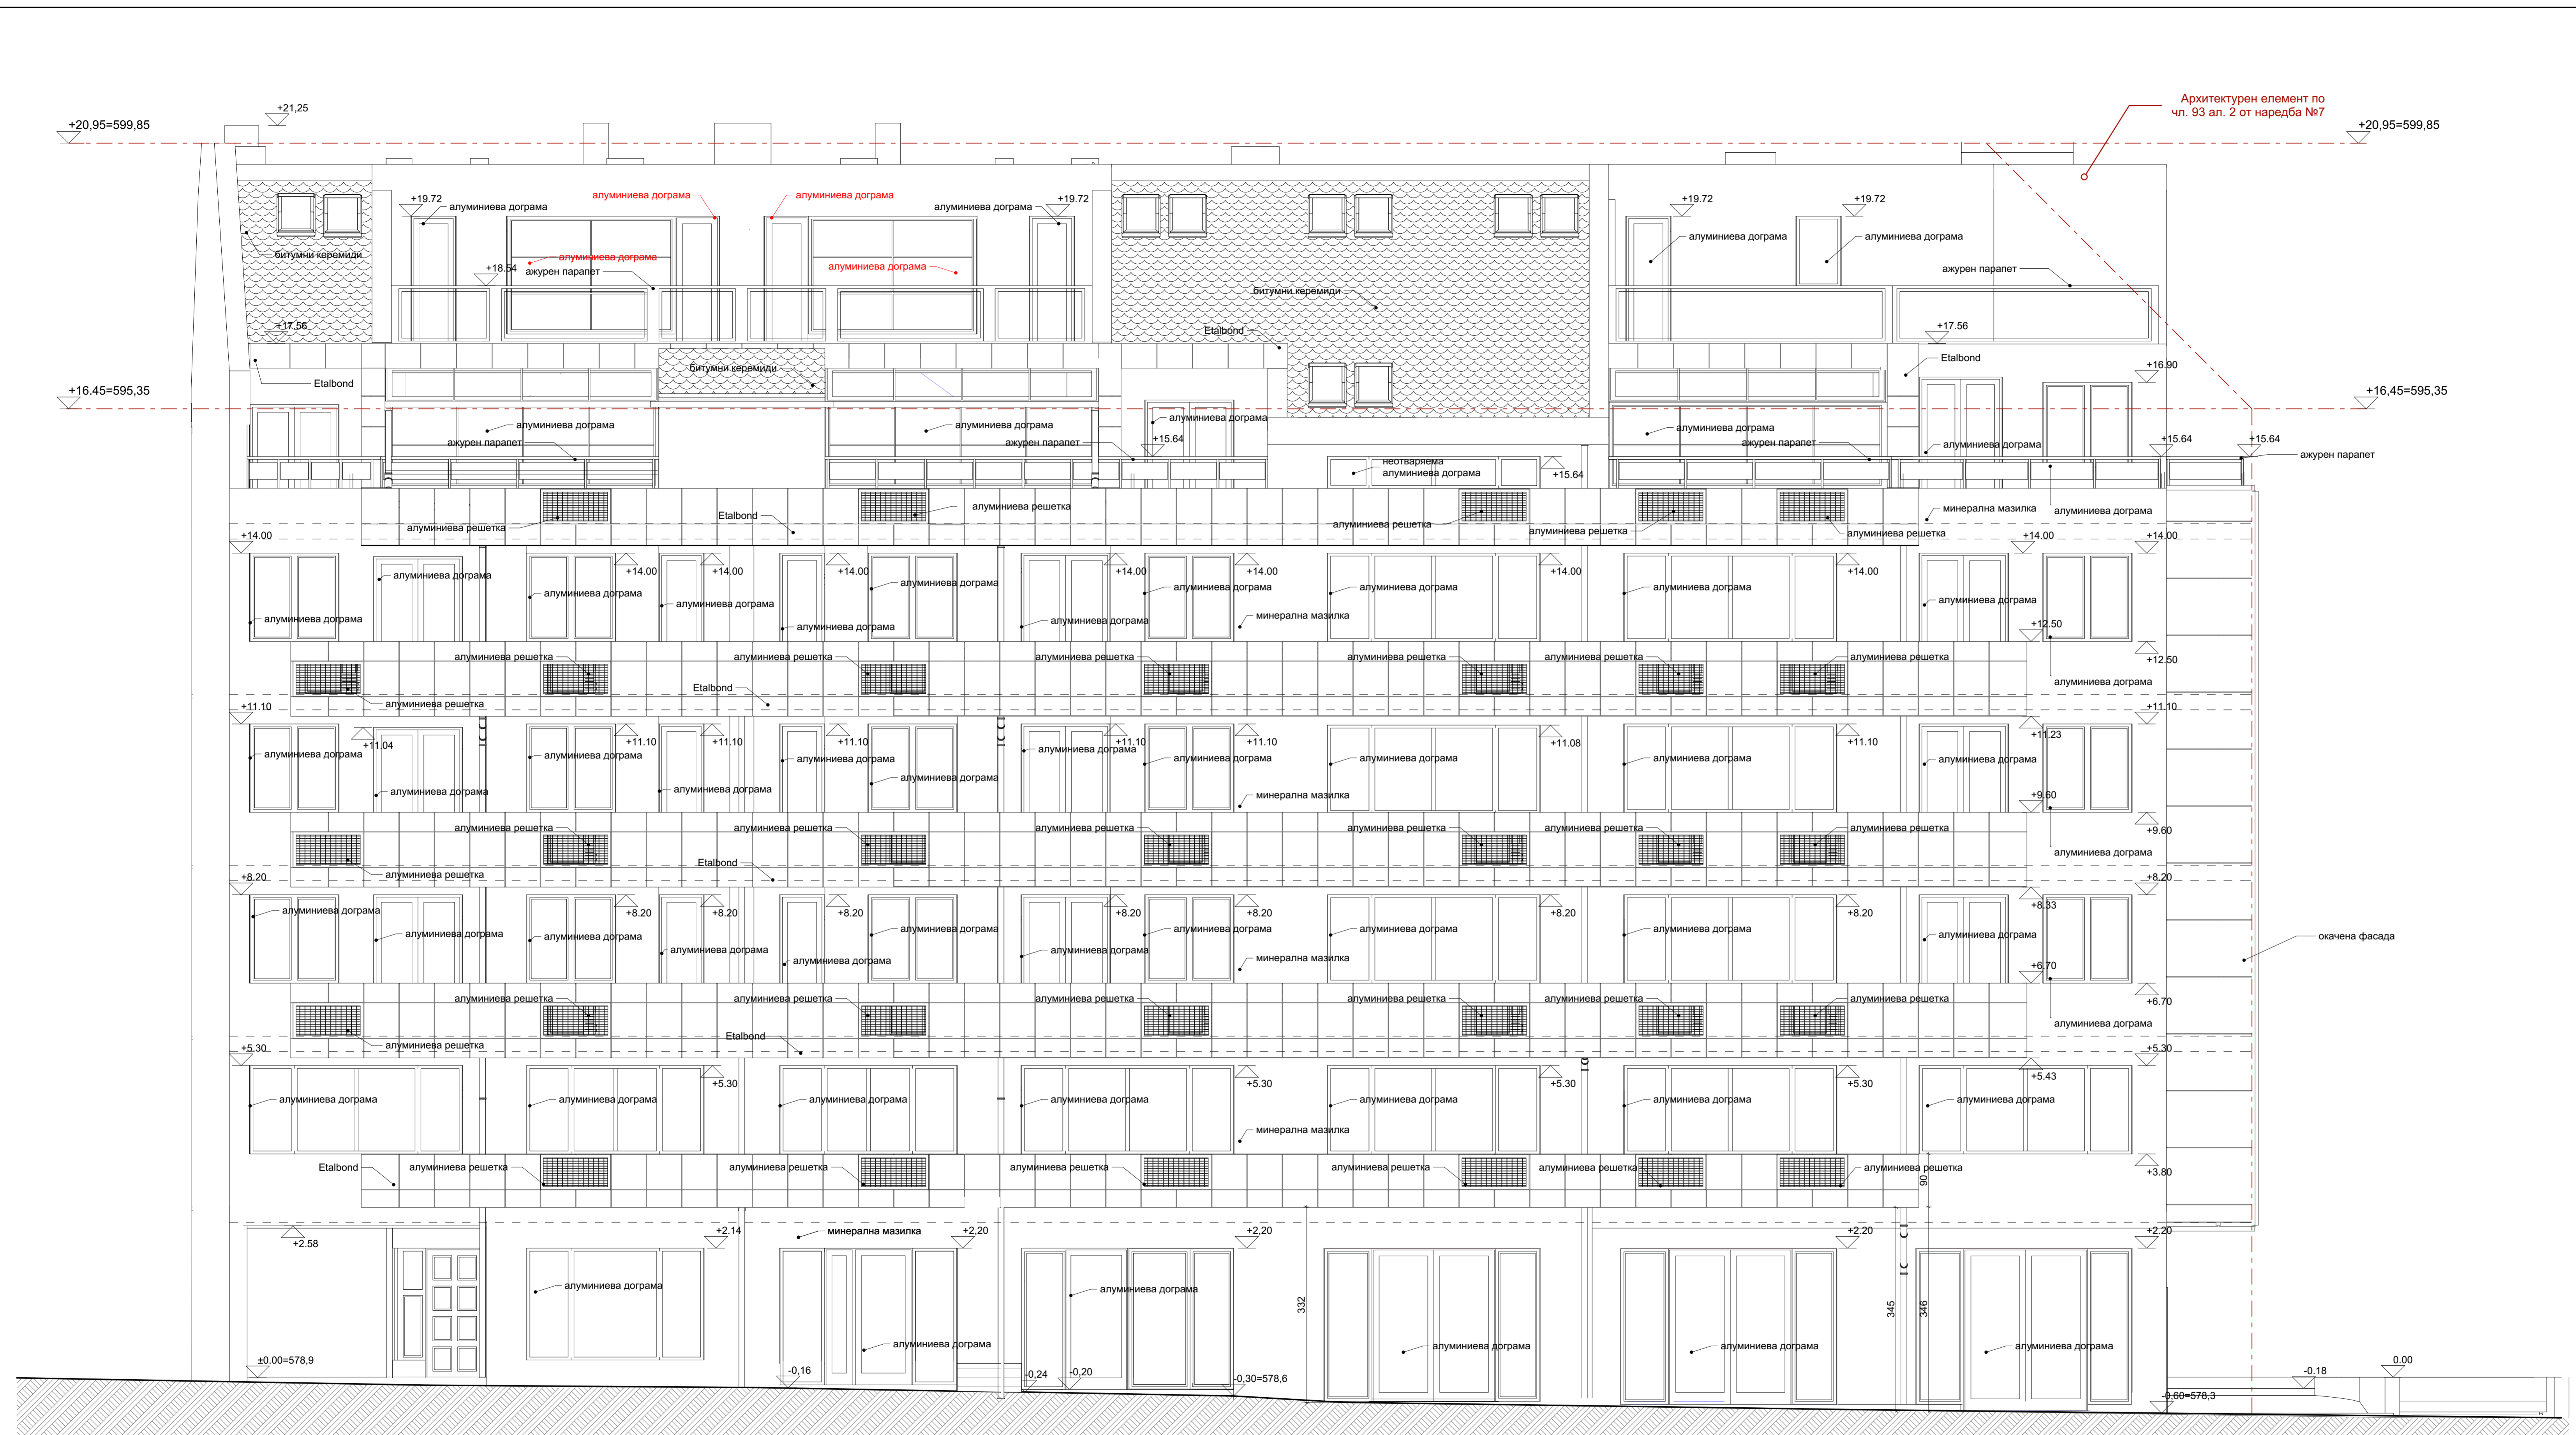 +21,25
Архитектурен елемент по
чл. 93 ал. 2 от наредба №7
+20,95=599,85
+20,95=599,85
алуминиева дограма
алуминиева дограма
+19.72
алуминиева дограма
алуминиева дограма
+19.72
+19.72
+19.72
алуминиева дограма
алуминиева дограма
битумни керемиди
алуминиева дограма
+18.54
ажурен парапет
алуминиева дограма
ажурен парапет
битумни керемиди
+17.56
Etalbond
+17.56
Etalbond
битумни керемиди
+16.90
Etalbond
+16.45=595,35
+16,45=595,35
алуминиева дограма
алуминиева дограма
алуминиева дограма
алуминиева дограма
ажурен парапет
ажурен парапет
+15.64
ажурен парапет
алуминиева дограма
+15.64
+15.64
ажурен парапет
неотваряема
алуминиева дограма
+15.64
алуминиева решетка
алуминиева решетка
Etalbond
алуминиева решетка
алуминиева решетка
алуминиева решетка
минерална мазилка
алуминиева дограма
+14.00
+14.00
+14.00
+14.00
+14.00
+14.00
+14.00
+14.00
+14.00
+14.00
алуминиева дограма
алуминиева дограма
алуминиева дограма
алуминиева дограма
алуминиева дограма
алуминиева дограма
алуминиева дограма
алуминиева дограма
алуминиева дограма
алуминиева дограма
алуминиева дограма
минерална мазилка
+12.50
+12.50
алуминиева решетка
алуминиева решетка
алуминиева решетка
алуминиева решетка
алуминиева решетка
алуминиева решетка
алуминиева дограма
Etalbond
алуминиева решетка
+11.10
+11.10
+11.04
+11.10
+11.10
+11.10
+11.10
+11.10
+11.08
+11.10
+11.23
алуминиева дограма
алуминиева дограма
алуминиева дограма
алуминиева дограма
алуминиева дограма
алуминиева дограма
алуминиева дограма
алуминиева дограма
алуминиева дограма
алуминиева дограма
алуминиева дограма
минерална мазилка
+9.60
+9.60
алуминиева решетка
алуминиева решетка
алуминиева решетка
алуминиева решетка
алуминиева решетка
алуминиева решетка
алуминиева дограма
Etalbond
алуминиева решетка
+8.20
+8.20
+8.20
+8.20
+8.20
+8.20
+8.20
+8.20
+8.20
+8.33
алуминиева дограма
алуминиева дограма
алуминиева дограма
алуминиева дограма
алуминиева дограма
алуминиева дограма
алуминиева дограма
алуминиева дограма
алуминиева дограма
алуминиева дограма
алуминиева дограма
окачена фасада
минерална мазилка
+6.70
+6.70
алуминиева решетка
алуминиева решетка
алуминиева решетка
алуминиева решетка
алуминиева решетка
алуминиева решетка
алуминиева дограма
Etalbond
алуминиева решетка
+5.30
+5.30
+5.30
+5.30
+5.30
+5.30
+5.43
алуминиева дограма
алуминиева дограма
алуминиева дограма
алуминиева дограма
алуминиева дограма
алуминиева дограма
алуминиева дограма
минерална мазилка
Etalbond
алуминиева решетка
алуминиева решетка
алуминиева решетка
алуминиева решетка
алуминиева решетка
алуминиева решетка
+3.80
90
+2.58
+2.14
минерална мазилка
+2,20
+2,20
+2.20
+2.20
алуминиева дограма
алуминиева дограма
332
345
346
алуминиева дограма
алуминиева дограма
алуминиева дограма
алуминиева дограма
±0.00=578,9
-0,16
-0,24
-0,20
-0,30=578,6
-0,60=578,3
-0.18
0.00